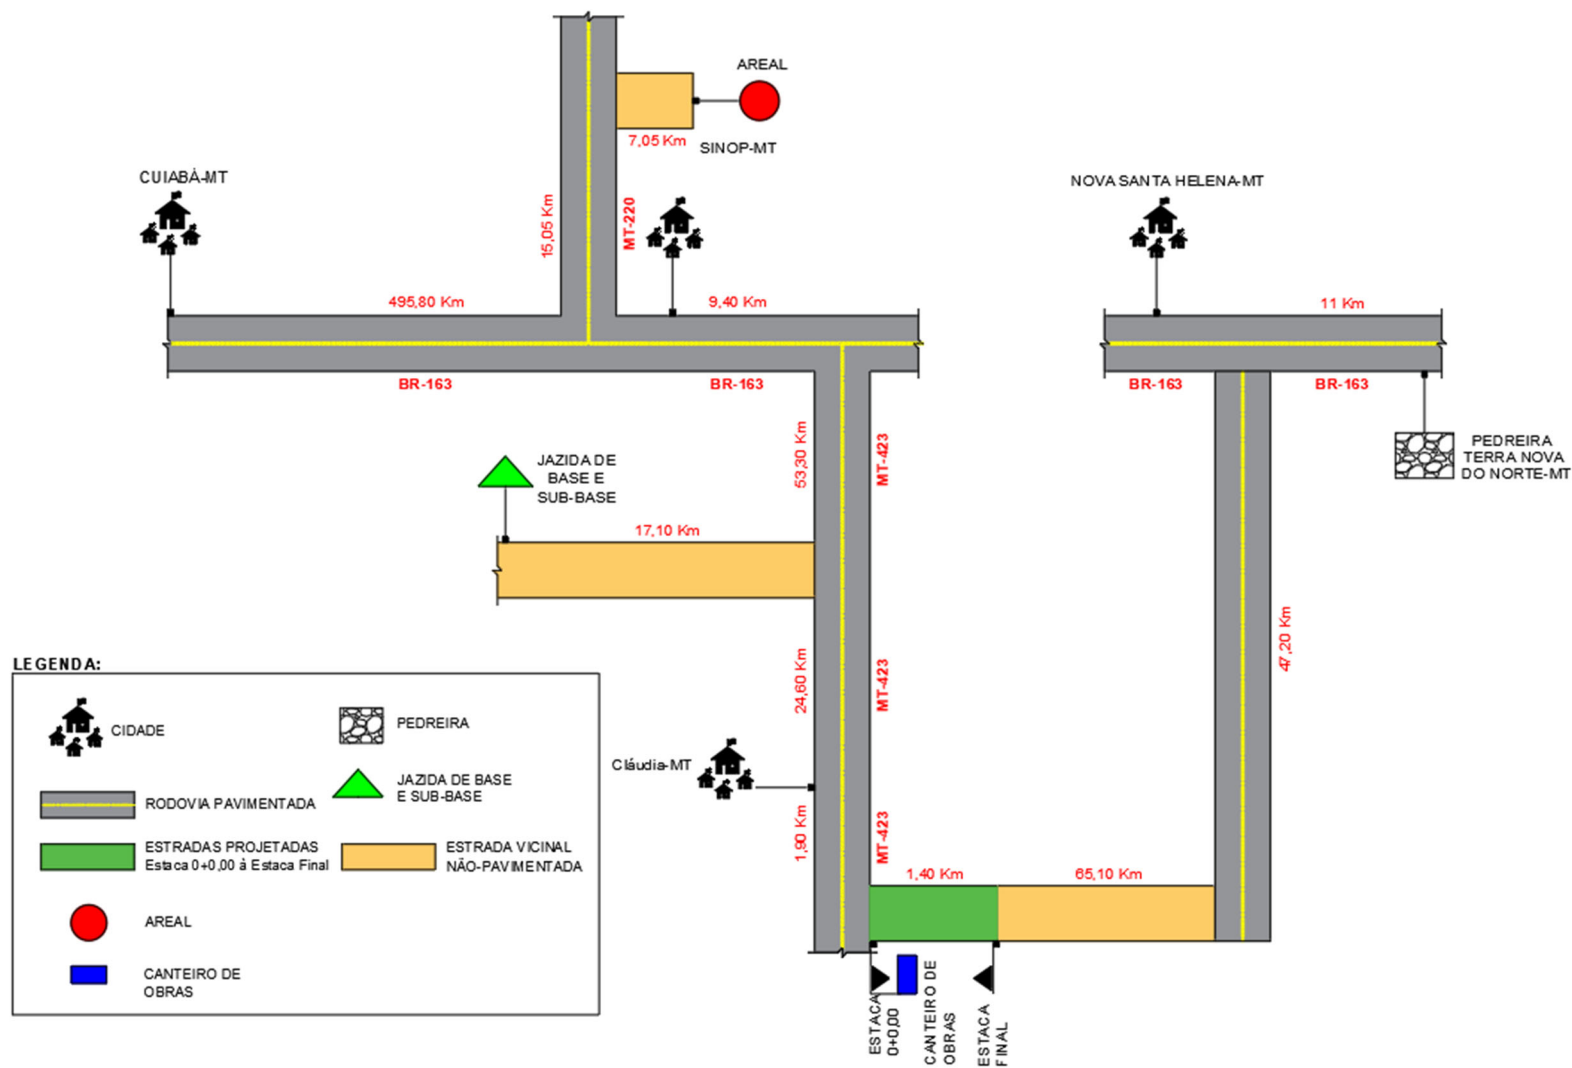 AREAL
7,05 Km
SINOP-MT
CUIABÁ-MT
NOVA SANTA HELENA-MT
15,05 Km
MT-220
495,80 Km
9,40 Km
11 Km
BR-163
BR-163
BR-163
BR-163
53,30 Km
MT-423
JAZIDA DE
BASE E
SUB-BASE
PEDREIRA
TERRA NOVA
DO NORTE-MT
17,10 Km
47,20 Km
24,60 Km
MT-423
Cláudia-MT
1,90 Km
MT-423
1,40 Km
65,10 Km
ESTACA
0+0,00
CANTEIRO DE
OBRAS
ESTACA
FINAL
LEGENDA:
CIDADE
PEDREIRA
RODOVIA PAVIMENTADA
JAZIDA DE BASE
E SUB-BASE
ESTRADAS PROJETADAS
Estaca 0+0,00 à Estaca Final
ESTRADA VICINAL
NÃO-PAVIMENTADA
AREAL
CANTEIRO DE
OBRAS